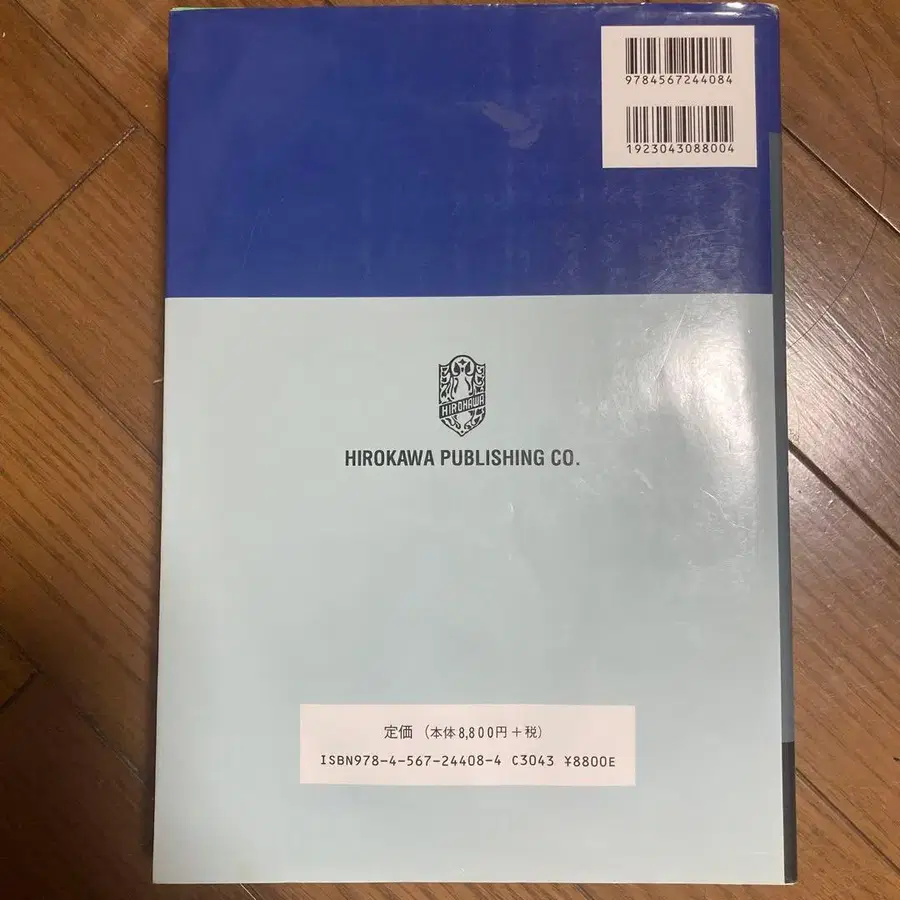 9784567244084
1923043088004
HIROKAWA
HIROKAWA PUBLISHING CO.
定価（本体8,800円＋税）
ISBN978-4-567-24408-4 C3043 ¥8800E